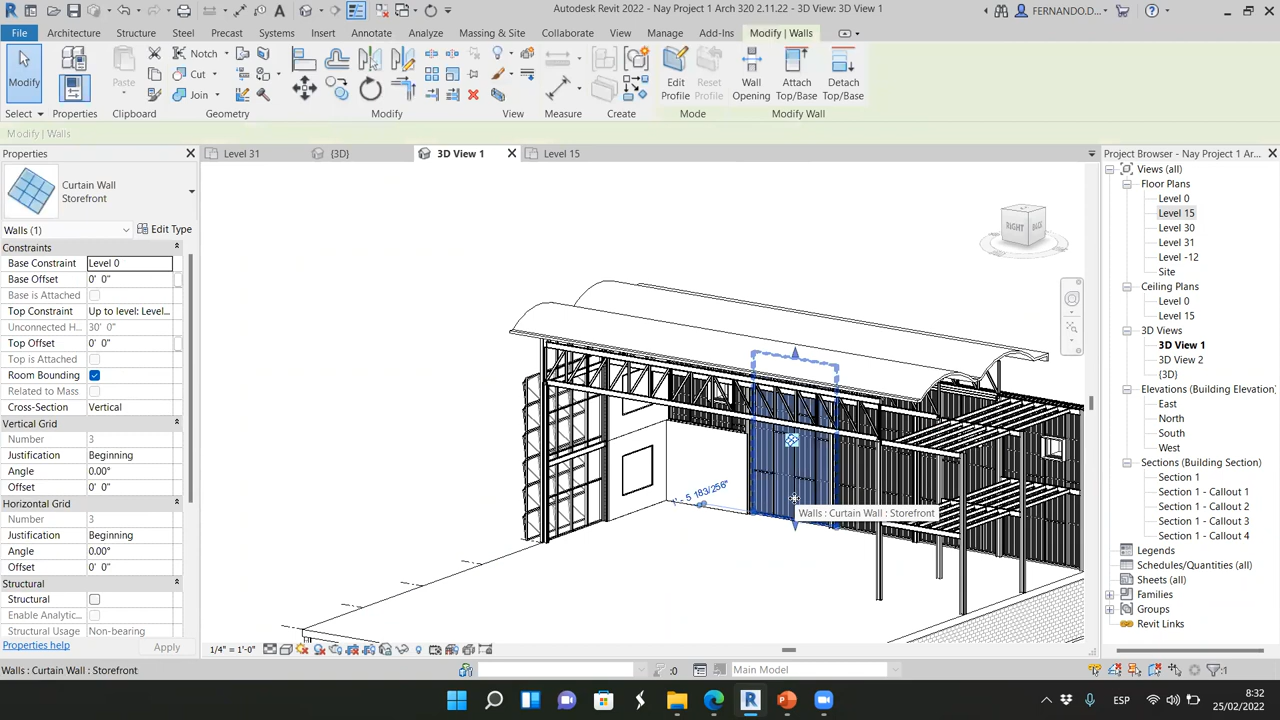 Autodesk Revit 2022 - Nay Project 1 Arch 320 2.11.22 - 3D View: 3D View 1
FERNANDO.D...
File Architecture Structure Steel Precast Systems Insert Annotate Analyze Massing & Site Collaborate View Manage Add-Ins Modify | Walls
Modify
Paste
Notch
Cut
Join
Edit Profile
Reset Profile
Wall Opening
Attach Top/Base
Detach Top/Base
Select Properties Clipboard Geometry Modify View Measure Create Mode Modify Wall
Modify | Walls
Properties
Level 31
{3D}
3D View 1
Level 15
Project Browser - Nay Project 1 Ar...
Curtain Wall
Storefront
Walls (1)
Edit Type
Constraints
Base Constraint Level 0
Base Offset 0' 0"
Base is Attached
Top Constraint Up to level: Level...
Unconnected H... 30' 0"
Top Offset 0' 0"
Top is Attached
Room Bounding
Related to Mass
Cross-Section Vertical
Vertical Grid
Number 3
Justification Beginning
Angle 0.00°
Offset 0' 0"
Horizontal Grid
Number 3
Justification Beginning
Angle 0.00°
Offset 0' 0"
Structural
Structural
Enable Analytic...
Structural Usage Non-bearing
Properties help
Apply
RIGHT
BACK
Walls : Curtain Wall : Storefront
1/4" = 1'-0"
Views (all)
Floor Plans
Level 0
Level 15
Level 30
Level 31
Level -12
Site
Ceiling Plans
Level 0
Level 15
3D Views
3D View 1
3D View 2
{3D}
Elevations (Building Elevation)
East
North
South
West
Sections (Building Section)
Section 1
Section 1 - Callout 1
Section 1 - Callout 2
Section 1 - Callout 3
Section 1 - Callout 4
Legends
Schedules/Quantities (all)
Sheets (all)
Families
Groups
Revit Links
Walls : Curtain Wall : Storefront
:0
Main Model
:1
ESP
8:32
25/02/2022